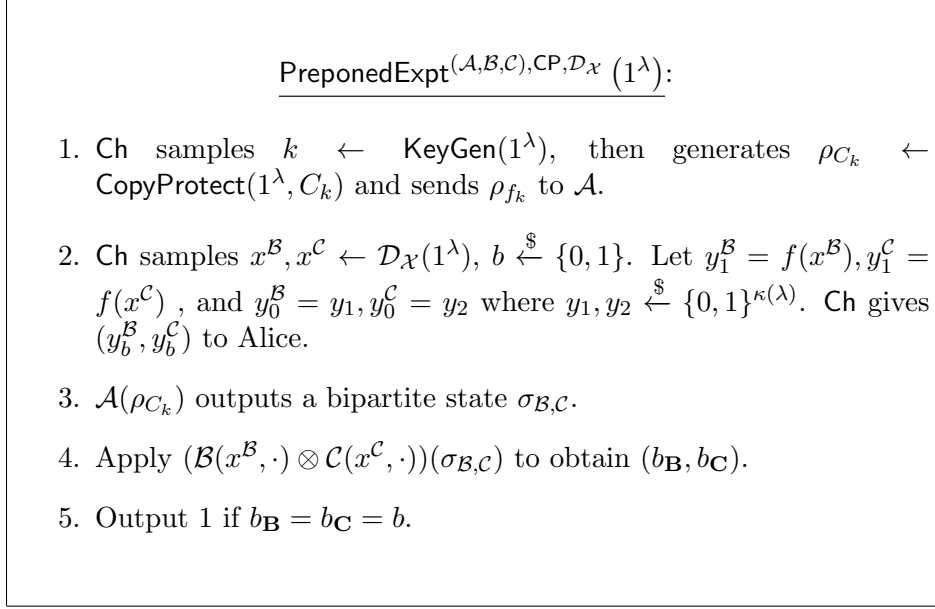 PreponedExpt^{(𝒜,ℬ,𝒞),CP,𝒟_𝒳} (1^λ):
1. Ch samples k ← KeyGen(1^λ), then generates ρ_{C_k} ←
CopyProtect(1^λ, C_k) and sends ρ_{f_k} to 𝒜.
2. Ch samples x^ℬ, x^𝒞 ← 𝒟_𝒳(1^λ), b ←^$ {0, 1}. Let y_1^ℬ = f(x^ℬ), y_1^𝒞 =
f(x^𝒞) , and y_0^ℬ = y_1, y_0^𝒞 = y_2 where y_1, y_2 ←^$ {0, 1}^{κ(λ)}. Ch gives
(y_b^ℬ, y_b^𝒞) to Alice.
3. 𝒜(ρ_{C_k}) outputs a bipartite state σ_{ℬ,𝒞}.
4. Apply (ℬ(x^ℬ, ·) ⊗ 𝒞(x^𝒞, ·))(σ_{ℬ,𝒞}) to obtain (b_𝐁, b_𝐂).
5. Output 1 if b_𝐁 = b_𝐂 = b.